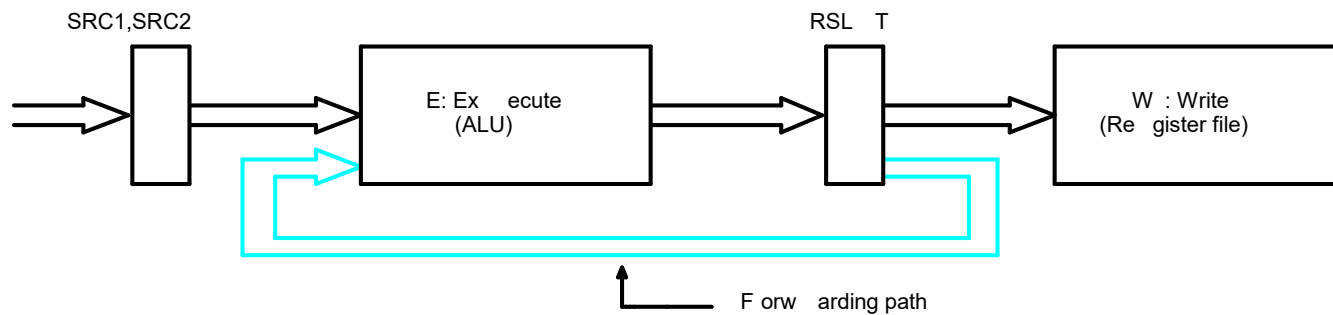 SRC1,SRC2
RSL T
E: Ex ecute
(ALU)
W : Write
(Re gister file)
F orw arding path